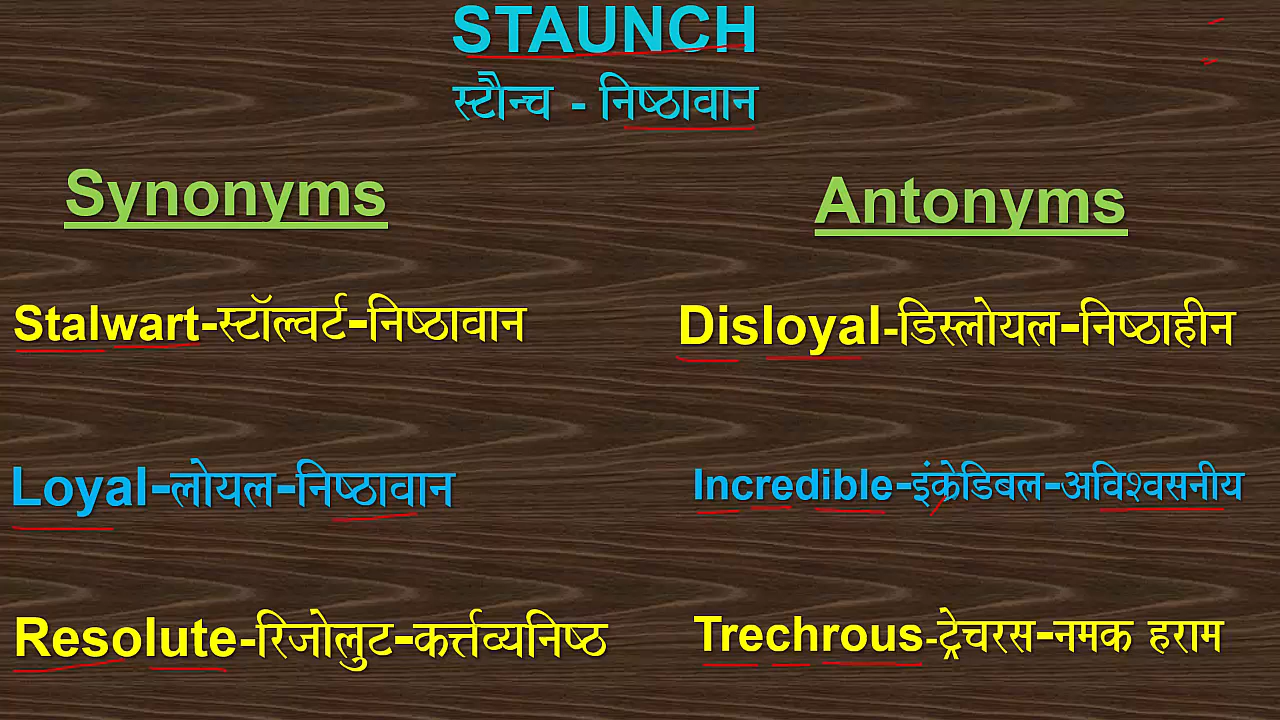 STAUNCH
स्टौन्च - निष्ठावान
Synonyms
Antonyms
Stalwart-स्टॉल्वर्ट-निष्ठावान
Disloyal-डिस्लोयल-निष्ठाहीन
Loyal-लोयल-निष्ठावान
Incredible-इंक्रेडिबल-अविश्वसनीय
Resolute-रिजोलुट-कर्त्तव्यनिष्ठ
Trechrous-ट्रेचरस-नमक हराम